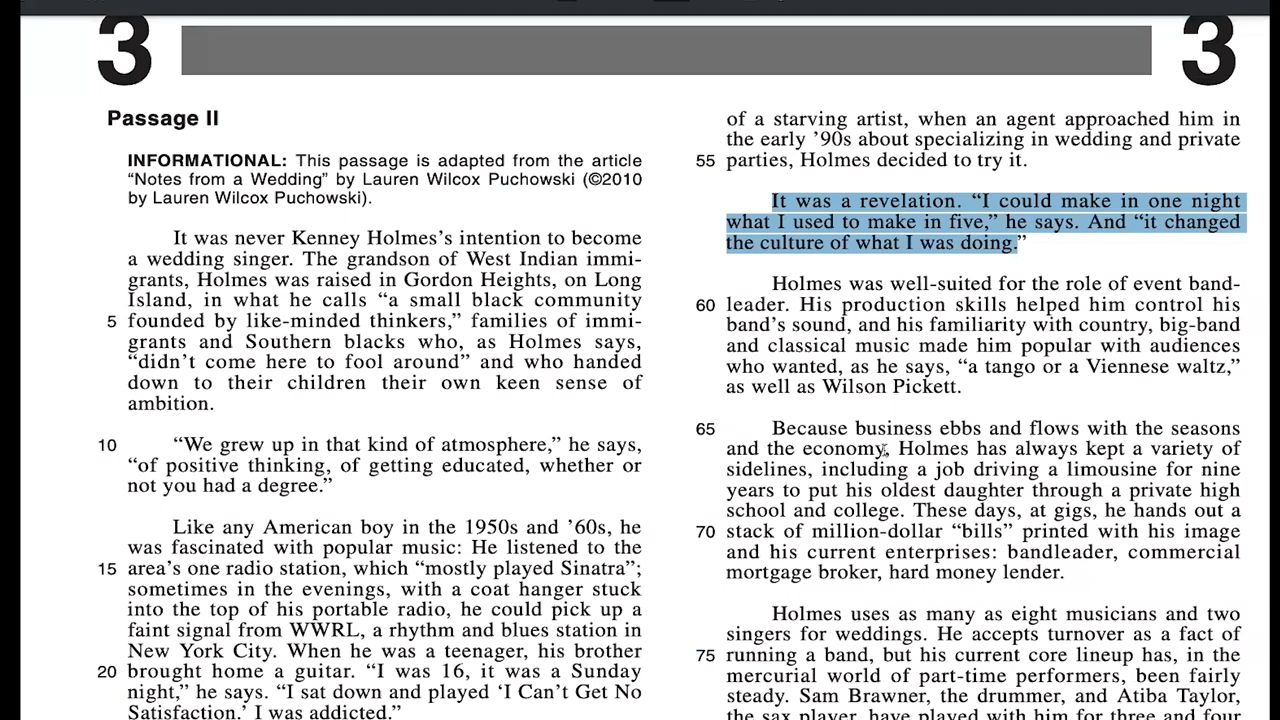 3
3
Passage II
INFORMATIONAL: This passage is adapted from the article
“Notes from a Wedding” by Lauren Wilcox Puchowski (©2010
by Lauren Wilcox Puchowski).
It was never Kenney Holmes’s intention to become
a wedding singer. The grandson of West Indian immi-
grants, Holmes was raised in Gordon Heights, on Long
Island, in what he calls “a small black community
5 founded by like-minded thinkers,” families of immi-
grants and Southern blacks who, as Holmes says,
“didn’t come here to fool around” and who handed
down to their children their own keen sense of
ambition.
10 “We grew up in that kind of atmosphere,” he says,
“of positive thinking, of getting educated, whether or
not you had a degree.”
Like any American boy in the 1950s and ’60s, he
was fascinated with popular music: He listened to the
15 area’s one radio station, which “mostly played Sinatra”;
sometimes in the evenings, with a coat hanger stuck
into the top of his portable radio, he could pick up a
faint signal from WWRL, a rhythm and blues station in
New York City. When he was a teenager, his brother
20 brought home a guitar. “I was 16, it was a Sunday
night,” he says. “I sat down and played ‘I Can’t Get No
Satisfaction.’ I was addicted.”
of a starving artist, when an agent approached him in
the early ’90s about specializing in wedding and private
55 parties, Holmes decided to try it.
It was a revelation. “I could make in one night
what I used to make in five,” he says. And “it changed
the culture of what I was doing.”
Holmes was well-suited for the role of event band-
60 leader. His production skills helped him control his
band’s sound, and his familiarity with country, big-band
and classical music made him popular with audiences
who wanted, as he says, “a tango or a Viennese waltz,”
as well as Wilson Pickett.
65 Because business ebbs and flows with the seasons
and the economy, Holmes has always kept a variety of
sidelines, including a job driving a limousine for nine
years to put his oldest daughter through a private high
school and college. These days, at gigs, he hands out a
70 stack of million-dollar “bills” printed with his image
and his current enterprises: bandleader, commercial
mortgage broker, hard money lender.
Holmes uses as many as eight musicians and two
singers for weddings. He accepts turnover as a fact of
75 running a band, but his current core lineup has, in the
mercurial world of part-time performers, been fairly
steady. Sam Brawner, the drummer, and Atiba Taylor,
the sax player, have played with him for three and four